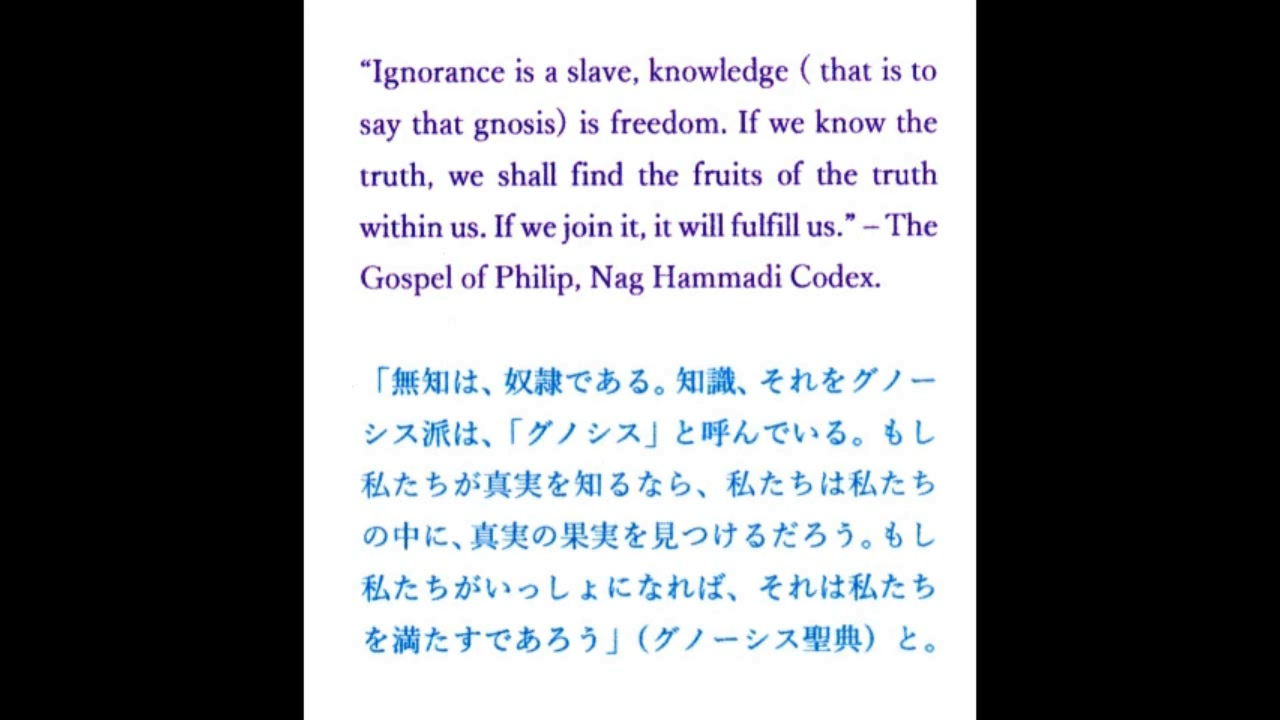 “Ignorance is a slave, knowledge ( that is to
say that gnosis) is freedom. If we know the
truth, we shall find the fruits of the truth
within us. If we join it, it will fulfill us.” – The
Gospel of Philip, Nag Hammadi Codex.
「無知は、奴隷である。知識、それをグノー
シス派は、「グノシス」と呼んでいる。もし
私たちが真実を知るなら、私たちは私たち
の中に、真実の果実を見つけるだろう。もし
私たちがいっしょになれば、それは私たち
を満たすであろう」（グノーシス聖典）と。